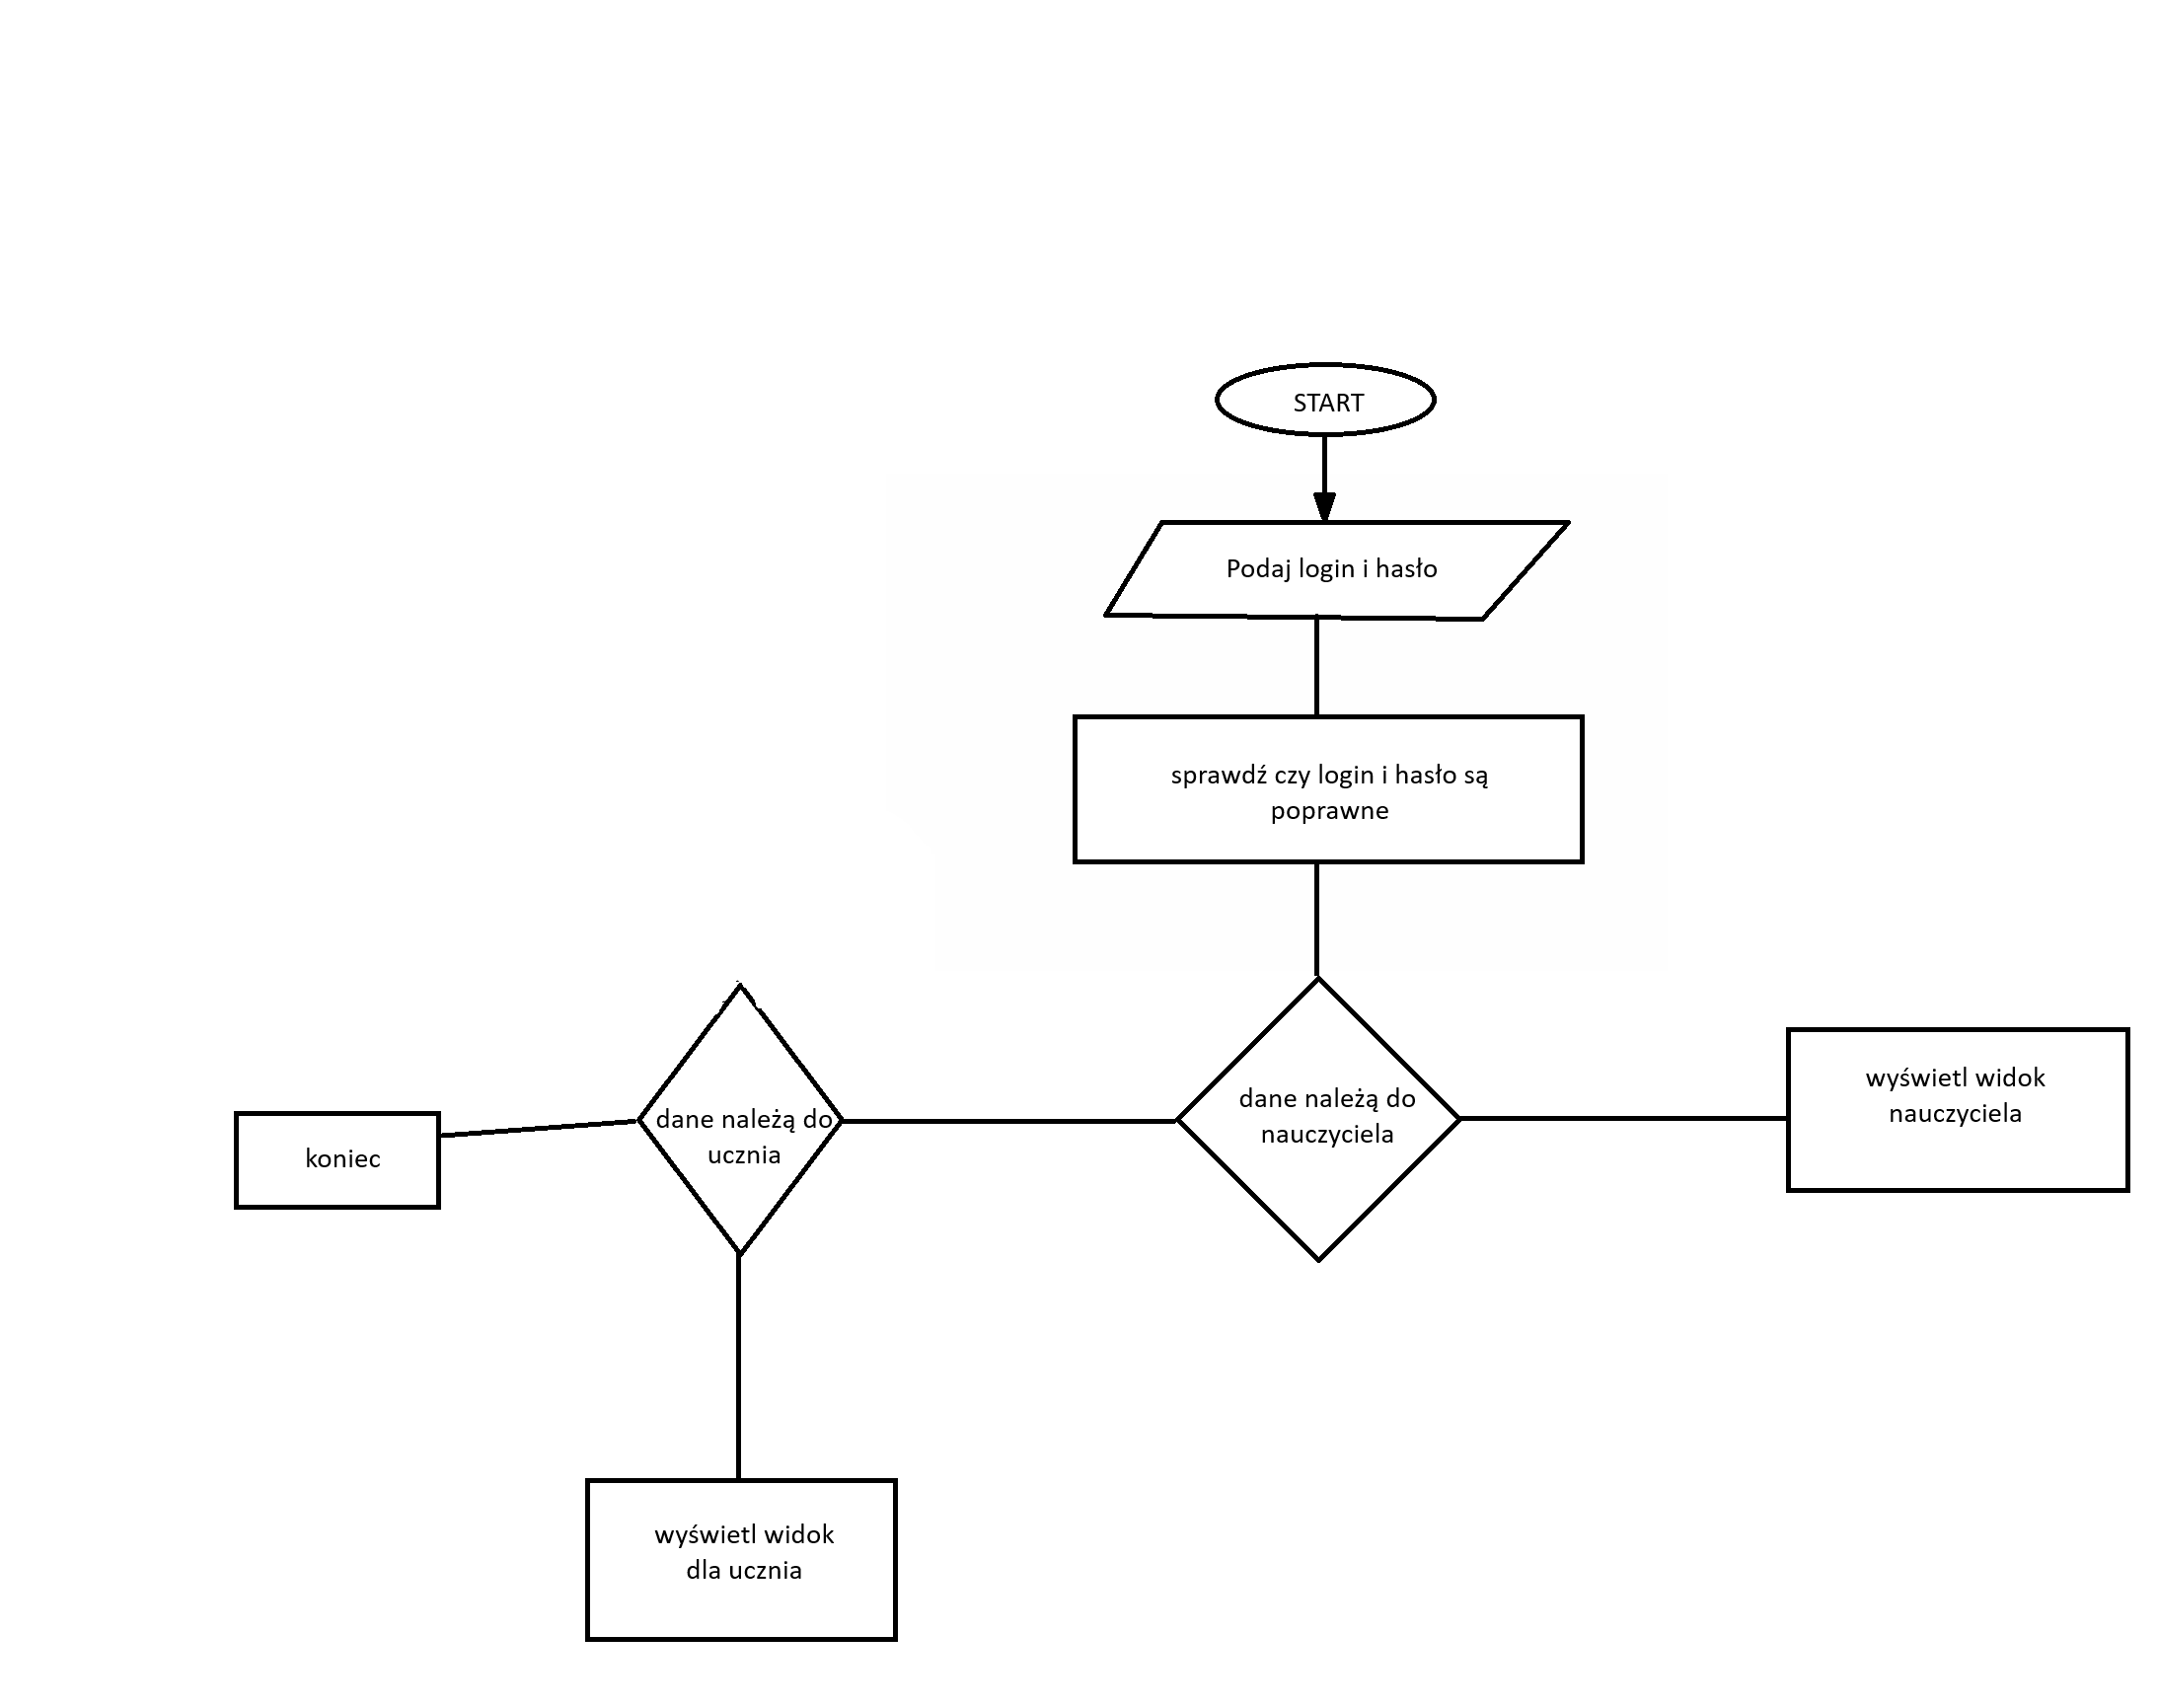 START
Podaj login i hasło
sprawdź czy login i hasło są
poprawne
dane należą do
nauczyciela
wyświetl widok
nauczyciela
dane należą do
ucznia
koniec
wyświetl widok
dla ucznia